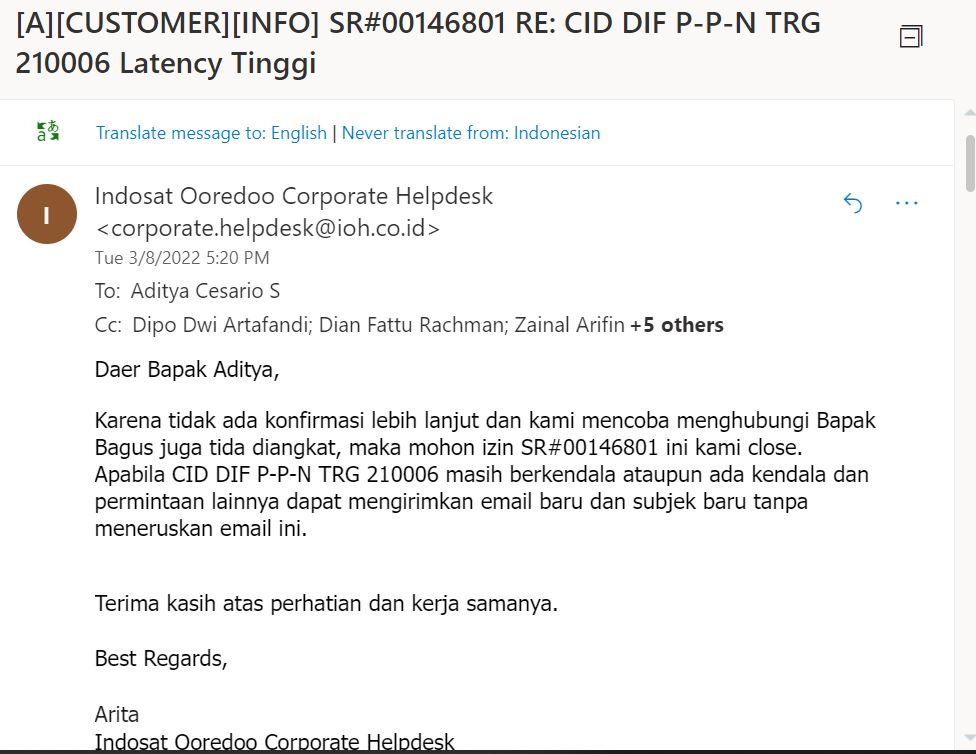 [A][CUSTOMER][INFO] SR#00146801 RE: CID DIF P-P-N TRG
210006 Latency Tinggi
Translate message to: English | Never translate from: Indonesian
I
Indosat Ooredoo Corporate Helpdesk
<corporate.helpdesk@ioh.co.id>
Tue 3/8/2022 5:20 PM
To: Aditya Cesario S
Cc: Dipo Dwi Artafandi; Dian Fattu Rachman; Zainal Arifin +5 others
Daer Bapak Aditya,
Karena tidak ada konfirmasi lebih lanjut dan kami mencoba menghubungi Bapak
Bagus juga tida diangkat, maka mohon izin SR#00146801 ini kami close.
Apabila CID DIF P-P-N TRG 210006 masih berkendala ataupun ada kendala dan
permintaan lainnya dapat mengirimkan email baru dan subjek baru tanpa
meneruskan email ini.
Terima kasih atas perhatian dan kerja samanya.
Best Regards,
Arita
Indosat Ooredoo Corporate Helpdesk